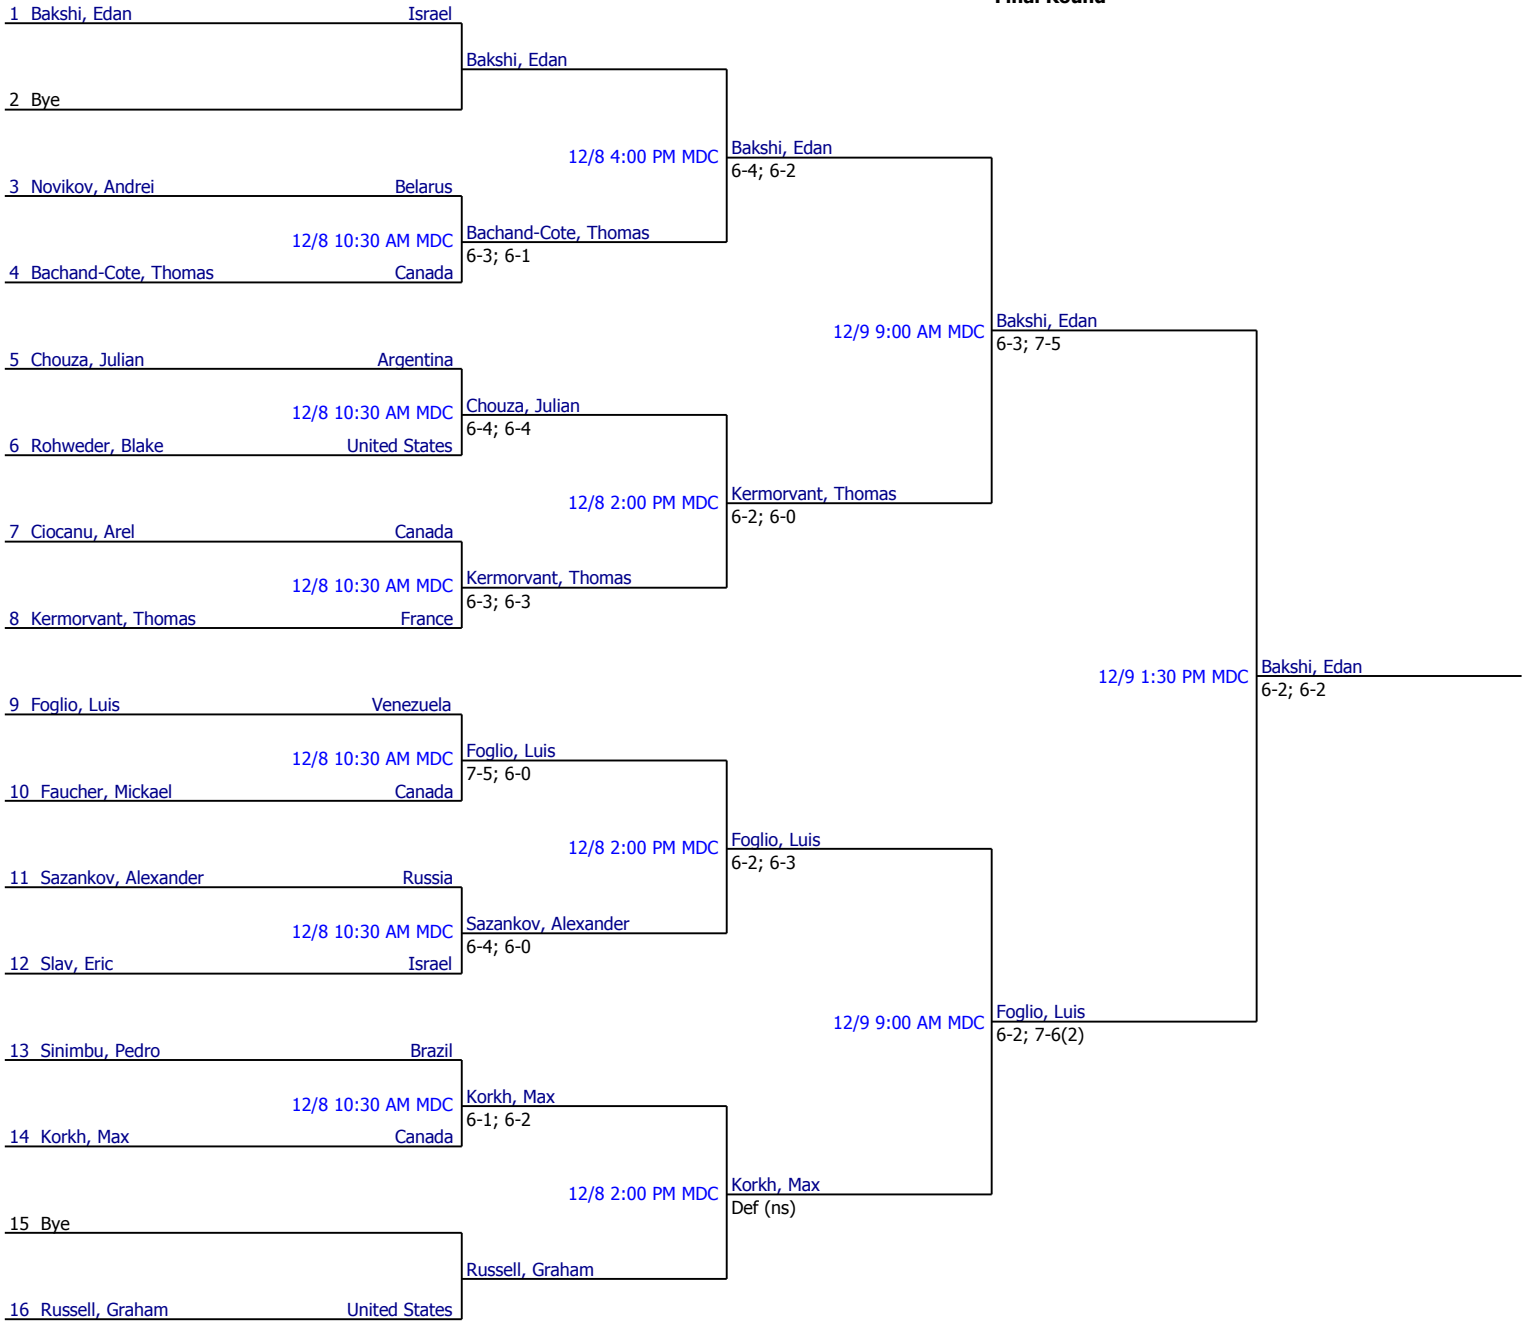 Final Round
1 Bakshi, Edan Israel
Bakshi, Edan
2 Bye
12/8 4:00 PM MDC Bakshi, Edan
6-4; 6-2
3 Novikov, Andrei Belarus
12/8 10:30 AM MDC Bachand-Cote, Thomas
6-3; 6-1
4 Bachand-Cote, Thomas Canada
12/9 9:00 AM MDC Bakshi, Edan
6-3; 7-5
5 Chouza, Julian Argentina
12/8 10:30 AM MDC Chouza, Julian
6-4; 6-4
6 Rohweder, Blake United States
12/8 2:00 PM MDC Kermorvant, Thomas
6-2; 6-0
7 Ciocanu, Arel Canada
12/8 10:30 AM MDC Kermorvant, Thomas
6-3; 6-3
8 Kermorvant, Thomas France
12/9 1:30 PM MDC Bakshi, Edan
6-2; 6-2
9 Foglio, Luis Venezuela
12/8 10:30 AM MDC Foglio, Luis
7-5; 6-0
10 Faucher, Mickael Canada
12/8 2:00 PM MDC Foglio, Luis
6-2; 6-3
11 Sazankov, Alexander Russia
12/8 10:30 AM MDC Sazankov, Alexander
6-4; 6-0
12 Slav, Eric Israel
12/9 9:00 AM MDC Foglio, Luis
6-2; 7-6(2)
13 Sinimbu, Pedro Brazil
12/8 10:30 AM MDC Korkh, Max
6-1; 6-2
14 Korkh, Max Canada
12/8 2:00 PM MDC Korkh, Max
Def (ns)
15 Bye
Russell, Graham
16 Russell, Graham United States